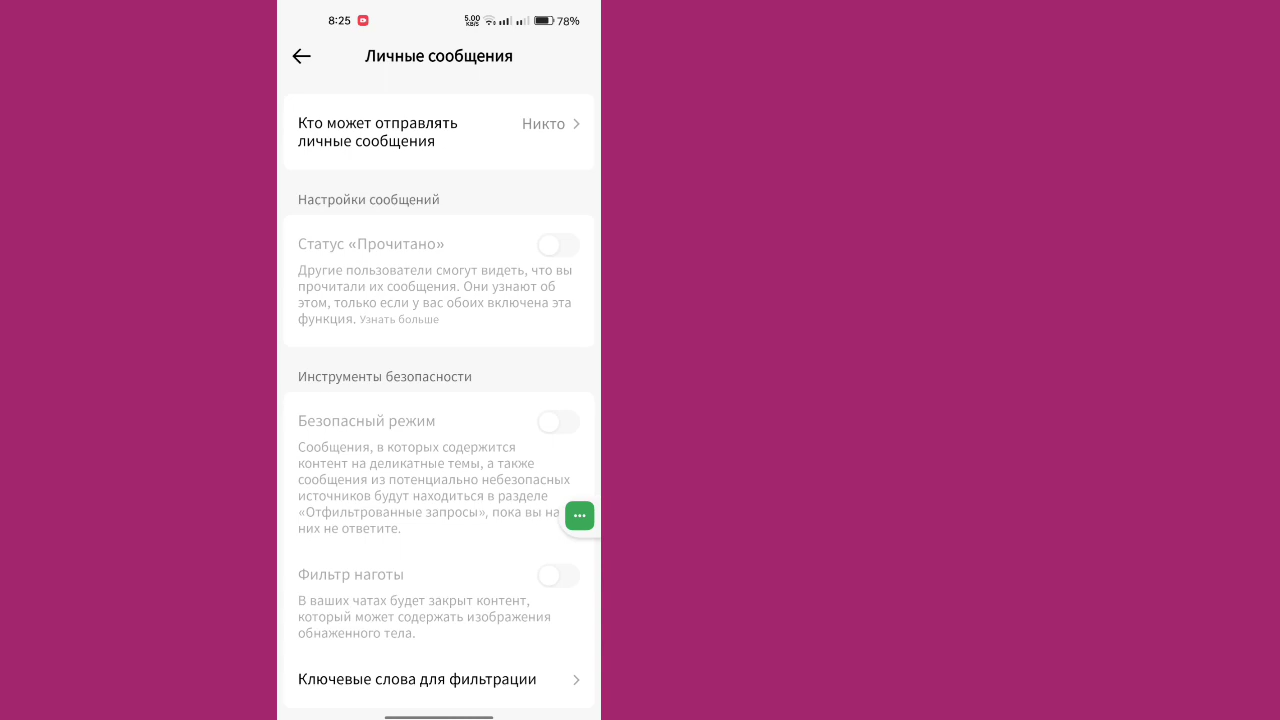 8:25
5.00
KB/S
78%
Личные сообщения
Кто может отправлять
личные сообщения
Никто
Настройки сообщений
Статус «Прочитано»
Другие пользователи смогут видеть, что вы
прочитали их сообщения. Они узнают об
этом, только если у вас обоих включена эта
функция. Узнать больше
Инструменты безопасности
Безопасный режим
Сообщения, в которых содержится
контент на деликатные темы, а также
сообщения из потенциально небезопасных
источников будут находиться в разделе
«Отфильтрованные запросы», пока вы на
них не ответите.
Фильтр наготы
В ваших чатах будет закрыт контент,
который может содержать изображения
обнаженного тела.
Ключевые слова для фильтрации